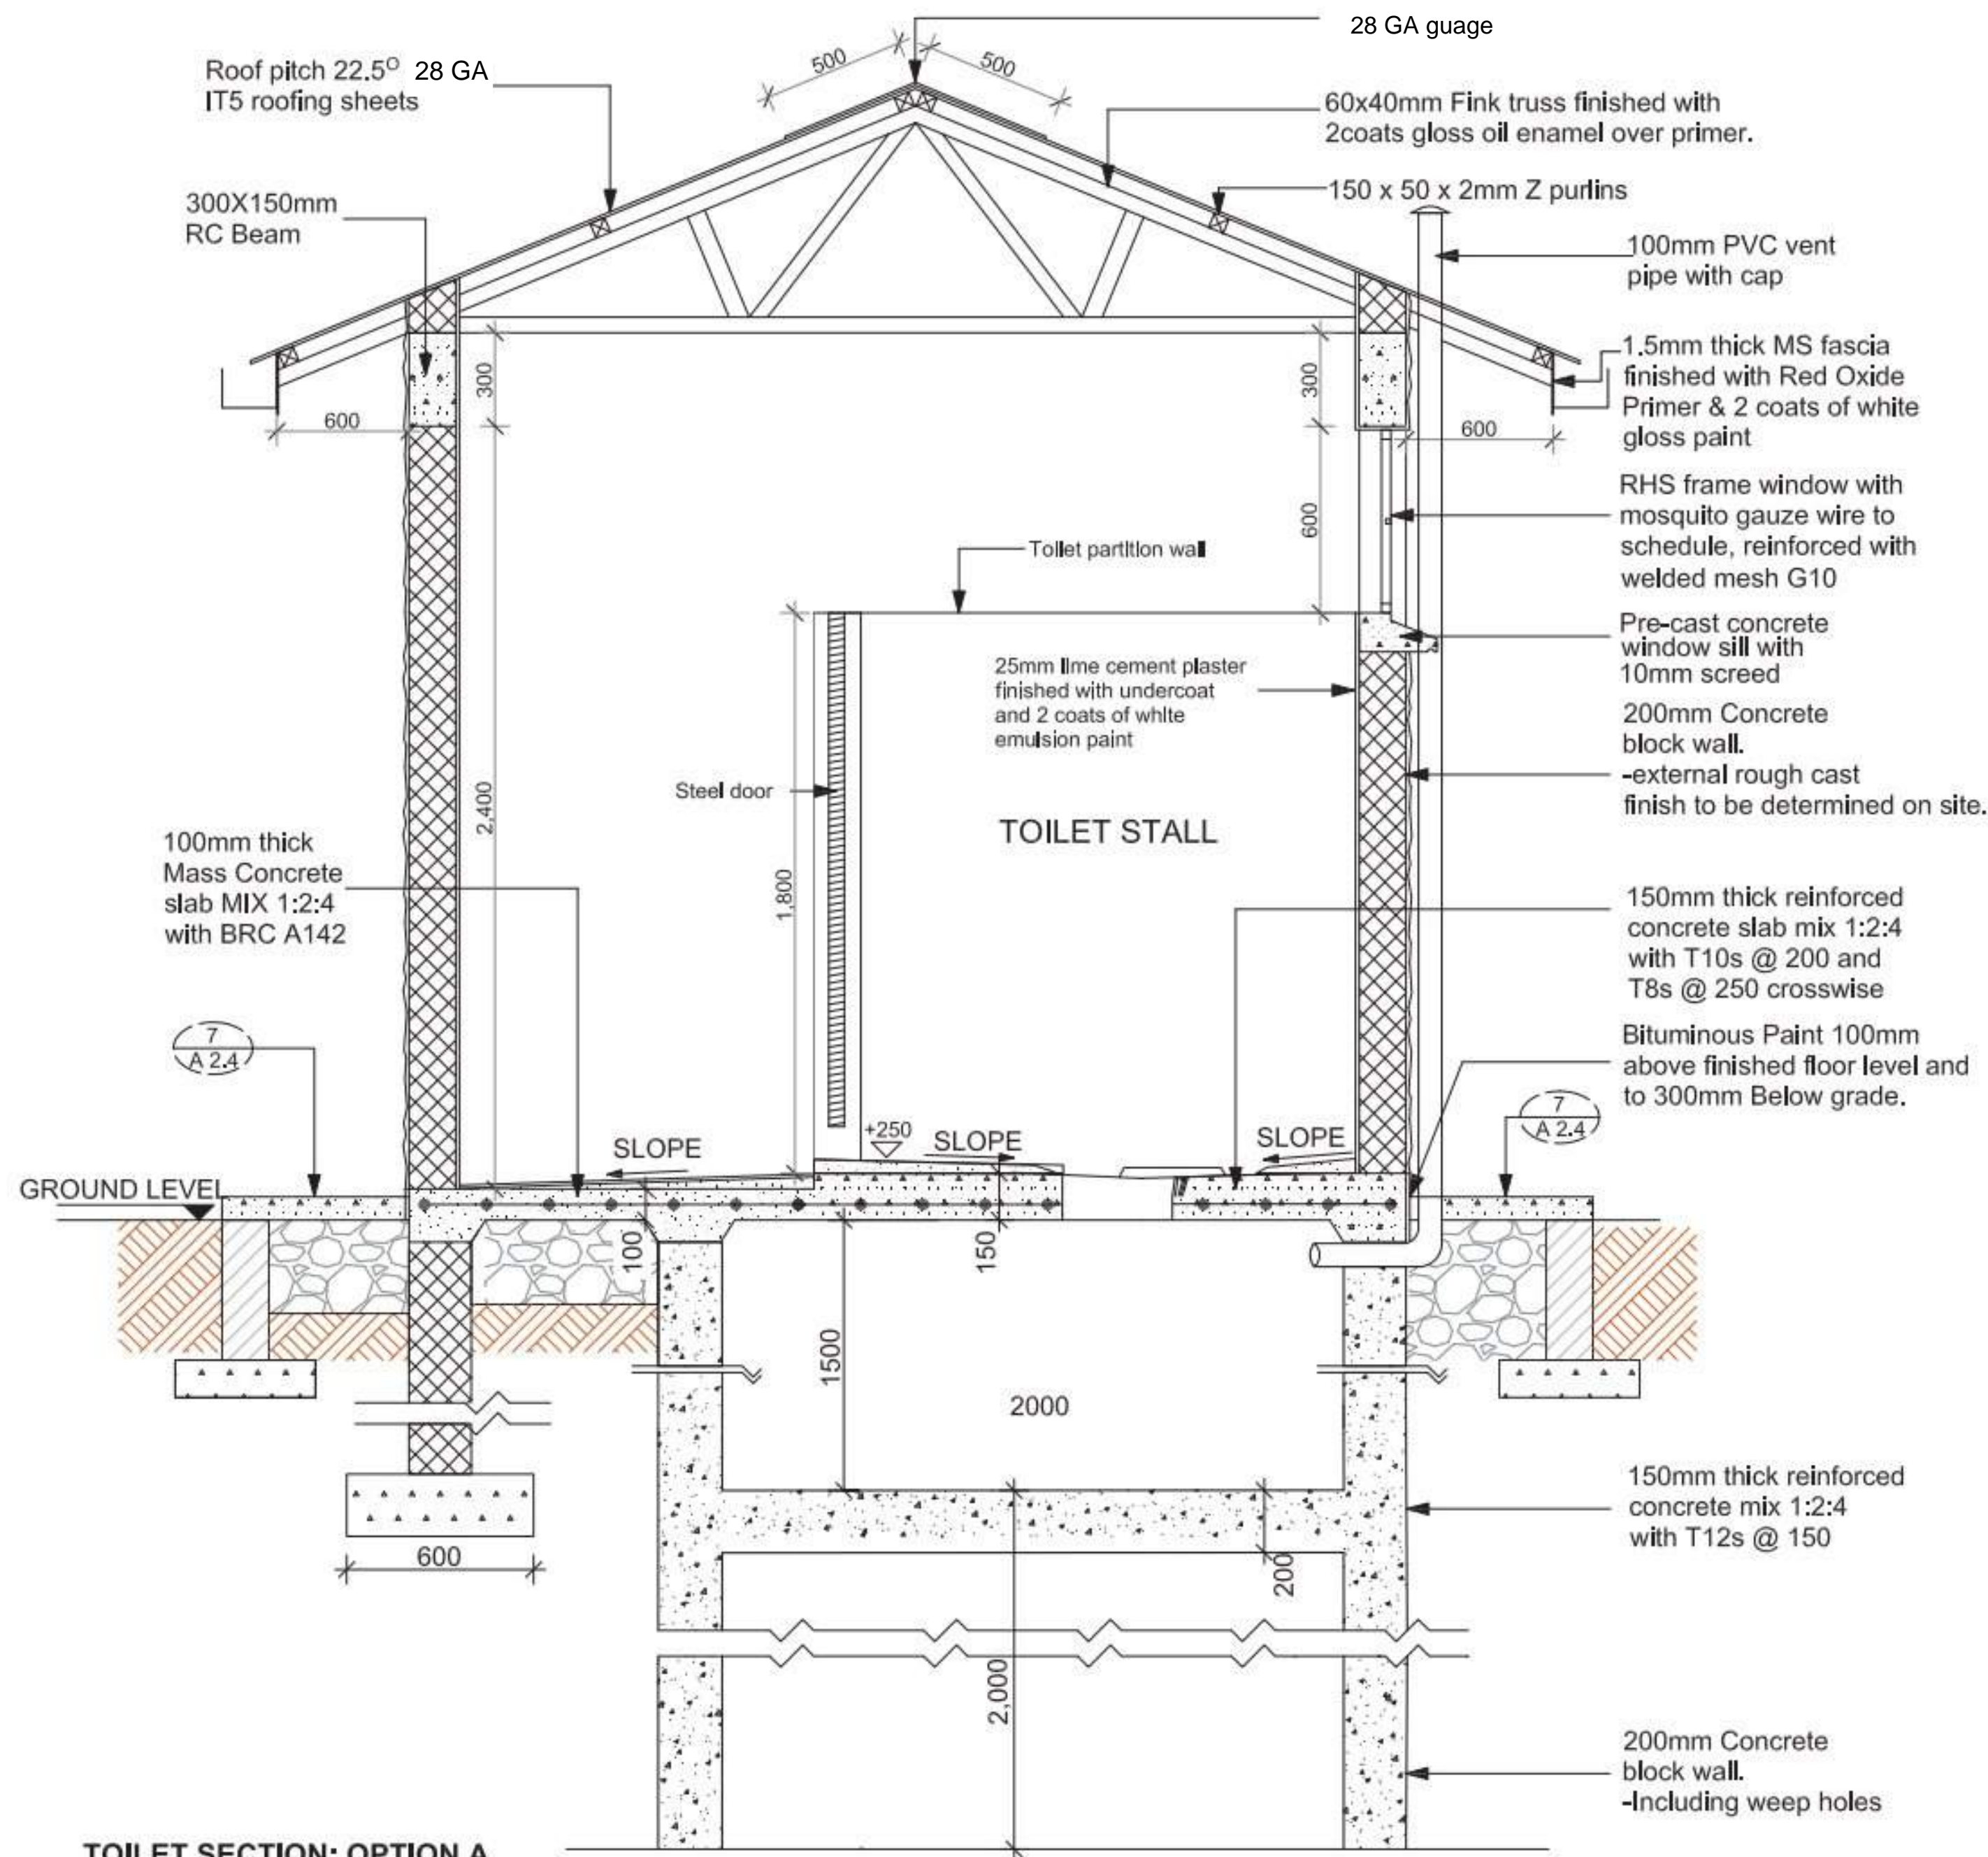 28 GA guage
Roof pitch 22.5° 28 GA
IT5 roofing sheets
500
500
60x40mm Fink truss finished with
2coats gloss oil enamel over primer.
300X150mm
RC Beam
150 x 50 x 2mm Z purlins
100mm PVC vent
pipe with cap
1.5mm thick MS fascia
finished with Red Oxide
Primer & 2 coats of white
gloss paint
300
300
600
600
RHS frame window with
mosquito gauze wire to
schedule, reinforced with
welded mesh G10
600
Toilet partition wall
Pre-cast concrete
window sill with
10mm screed
25mm lime cement plaster
finished with undercoat
and 2 coats of white
emulsion paint
200mm Concrete
block wall.
-external rough cast
finish to be determined on site.
Steel door
2,400
TOILET STALL
100mm thick
Mass Concrete
slab MIX 1:2:4
with BRC A142
1,800
150mm thick reinforced
concrete slab mix 1:2:4
with T10s @ 200 and
T8s @ 250 crosswise
7
A 2.4
Bituminous Paint 100mm
above finished floor level and
to 300mm Below grade.
7
A 2.4
SLOPE
+250
SLOPE
SLOPE
GROUND LEVEL
100
150
1500
2000
150mm thick reinforced
concrete mix 1:2:4
with T12s @ 150
600
200
2,000
200mm Concrete
block wall.
-Including weep holes
TOILET SECTION: OPTION A